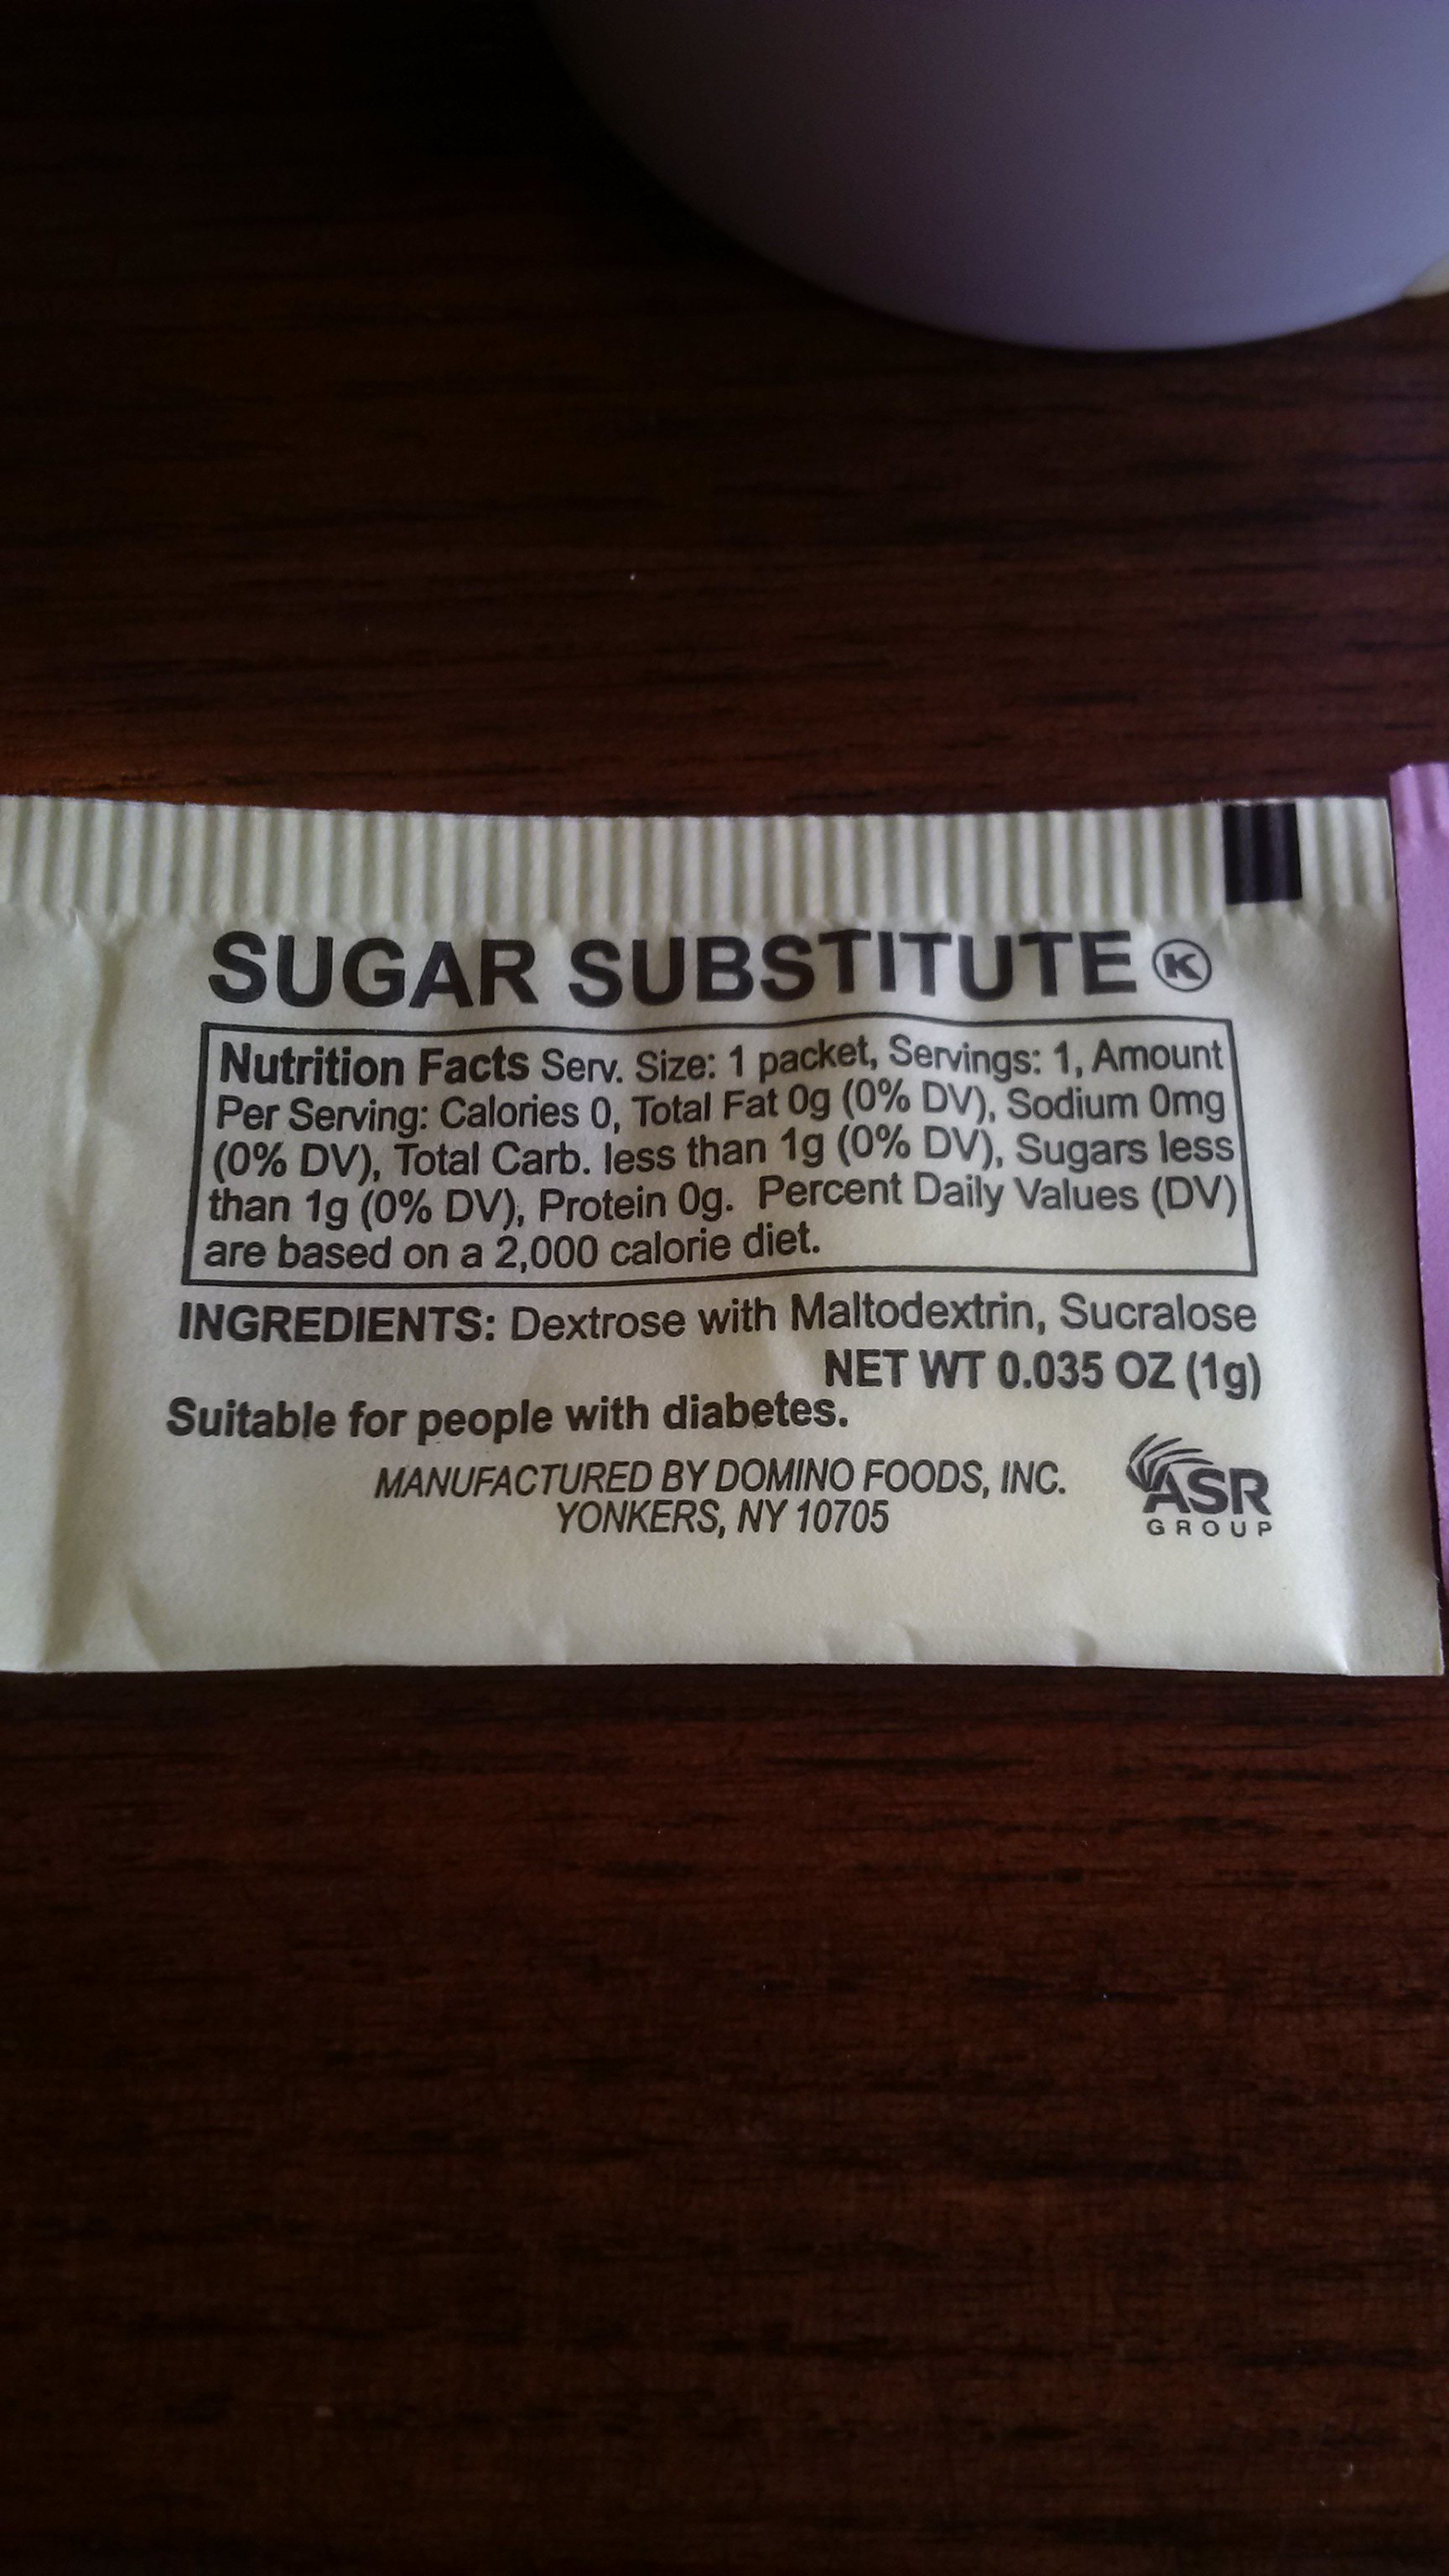 SUGAR SUBSTITUTE Ⓚ
Nutrition Facts Serv. Size: 1 packet, Servings: 1, Amount
Per Serving: Calories 0, Total Fat 0g (0% DV), Sodium 0mg
(0% DV), Total Carb. less than 1g (0% DV), Sugars less
than 1g (0% DV), Protein 0g. Percent Daily Values (DV)
are based on a 2,000 calorie diet.
INGREDIENTS: Dextrose with Maltodextrin, Sucralose
NET WT 0.035 OZ (1g)
Suitable for people with diabetes.
MANUFACTURED BY DOMINO FOODS, INC.
YONKERS, NY 10705
ASR
GROUP